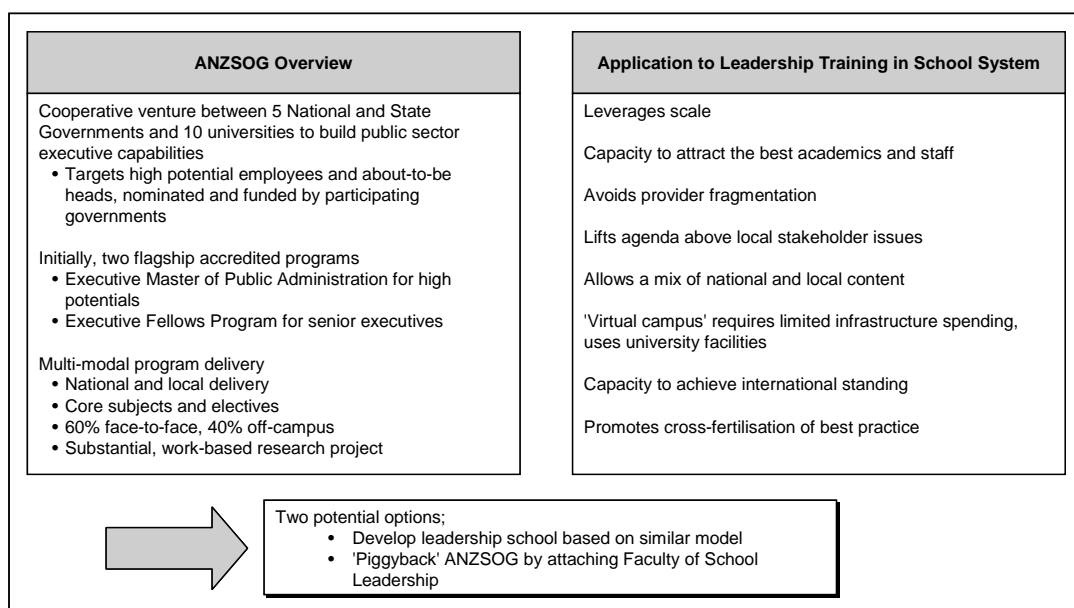 ANZSOG Overview
Cooperative venture between 5 National and State
Governments and 10 universities to build public sector
executive capabilities
• Targets high potential employees and about-to-be
heads, nominated and funded by participating
governments
Initially, two flagship accredited programs
• Executive Master of Public Administration for high
potentials
• Executive Fellows Program for senior executives
Multi-modal program delivery
• National and local delivery
• Core subjects and electives
• 60% face-to-face, 40% off-campus
• Substantial, work-based research project
Application to Leadership Training in School System
Leverages scale
Capacity to attract the best academics and staff
Avoids provider fragmentation
Lifts agenda above local stakeholder issues
Allows a mix of national and local content
'Virtual campus' requires limited infrastructure spending,
uses university facilities
Capacity to achieve international standing
Promotes cross-fertilisation of best practice
Two potential options;
• Develop leadership school based on similar model
• 'Piggyback' ANZSOG by attaching Faculty of School
Leadership